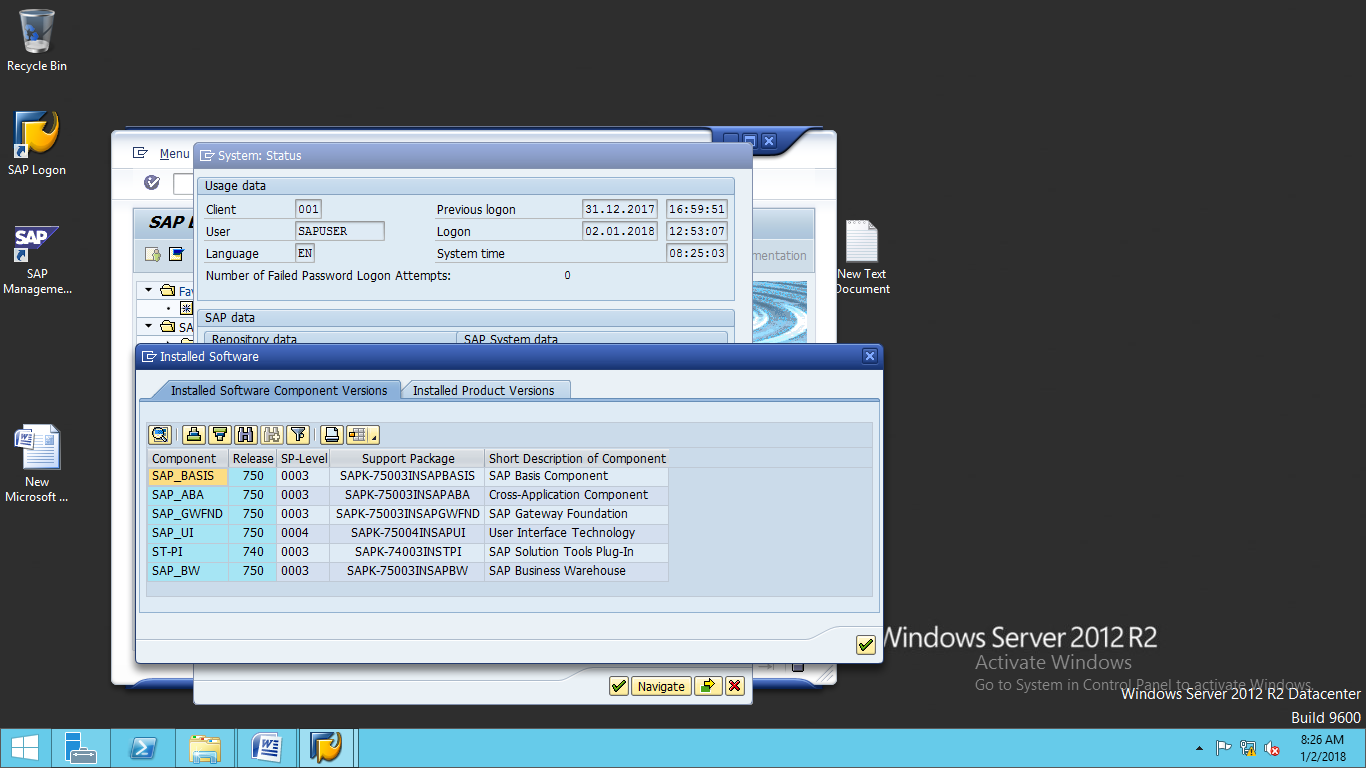 Recycle Bin
SAP Logon
SAP
SAP
Manageme...
New
Microsoft ...
New Text
Document
Menu
SAP
mentation
Fav
SA
System: Status
Usage data
Client 001 Previous logon 31.12.2017 16:59:51
User SAPUSER Logon 02.01.2018 12:53:07
Language EN System time 08:25:03
Number of Failed Password Logon Attempts: 0
SAP data
Repository data SAP System data
Installed Software
Installed Software Component Versions Installed Product Versions
Component Release SP-Level Support Package Short Description of Component
SAP_BASIS 750 0003 SAPK-75003INSAPBASIS SAP Basis Component
SAP_ABA 750 0003 SAPK-75003INSAPABA Cross-Application Component
SAP_GWFND 750 0003 SAPK-75003INSAPGWFND SAP Gateway Foundation
SAP_UI 750 0004 SAPK-75004INSAPUI User Interface Technology
ST-PI 740 0003 SAPK-74003INSTPI SAP Solution Tools Plug-In
SAP_BW 750 0003 SAPK-75003INSAPBW SAP Business Warehouse
Navigate
Windows Server 2012 R2
Activate Windows
Go to System in Control Panel to activate Windows.
Windows Server 2012 R2 Datacenter
Build 9600
8:26 AM
1/2/2018